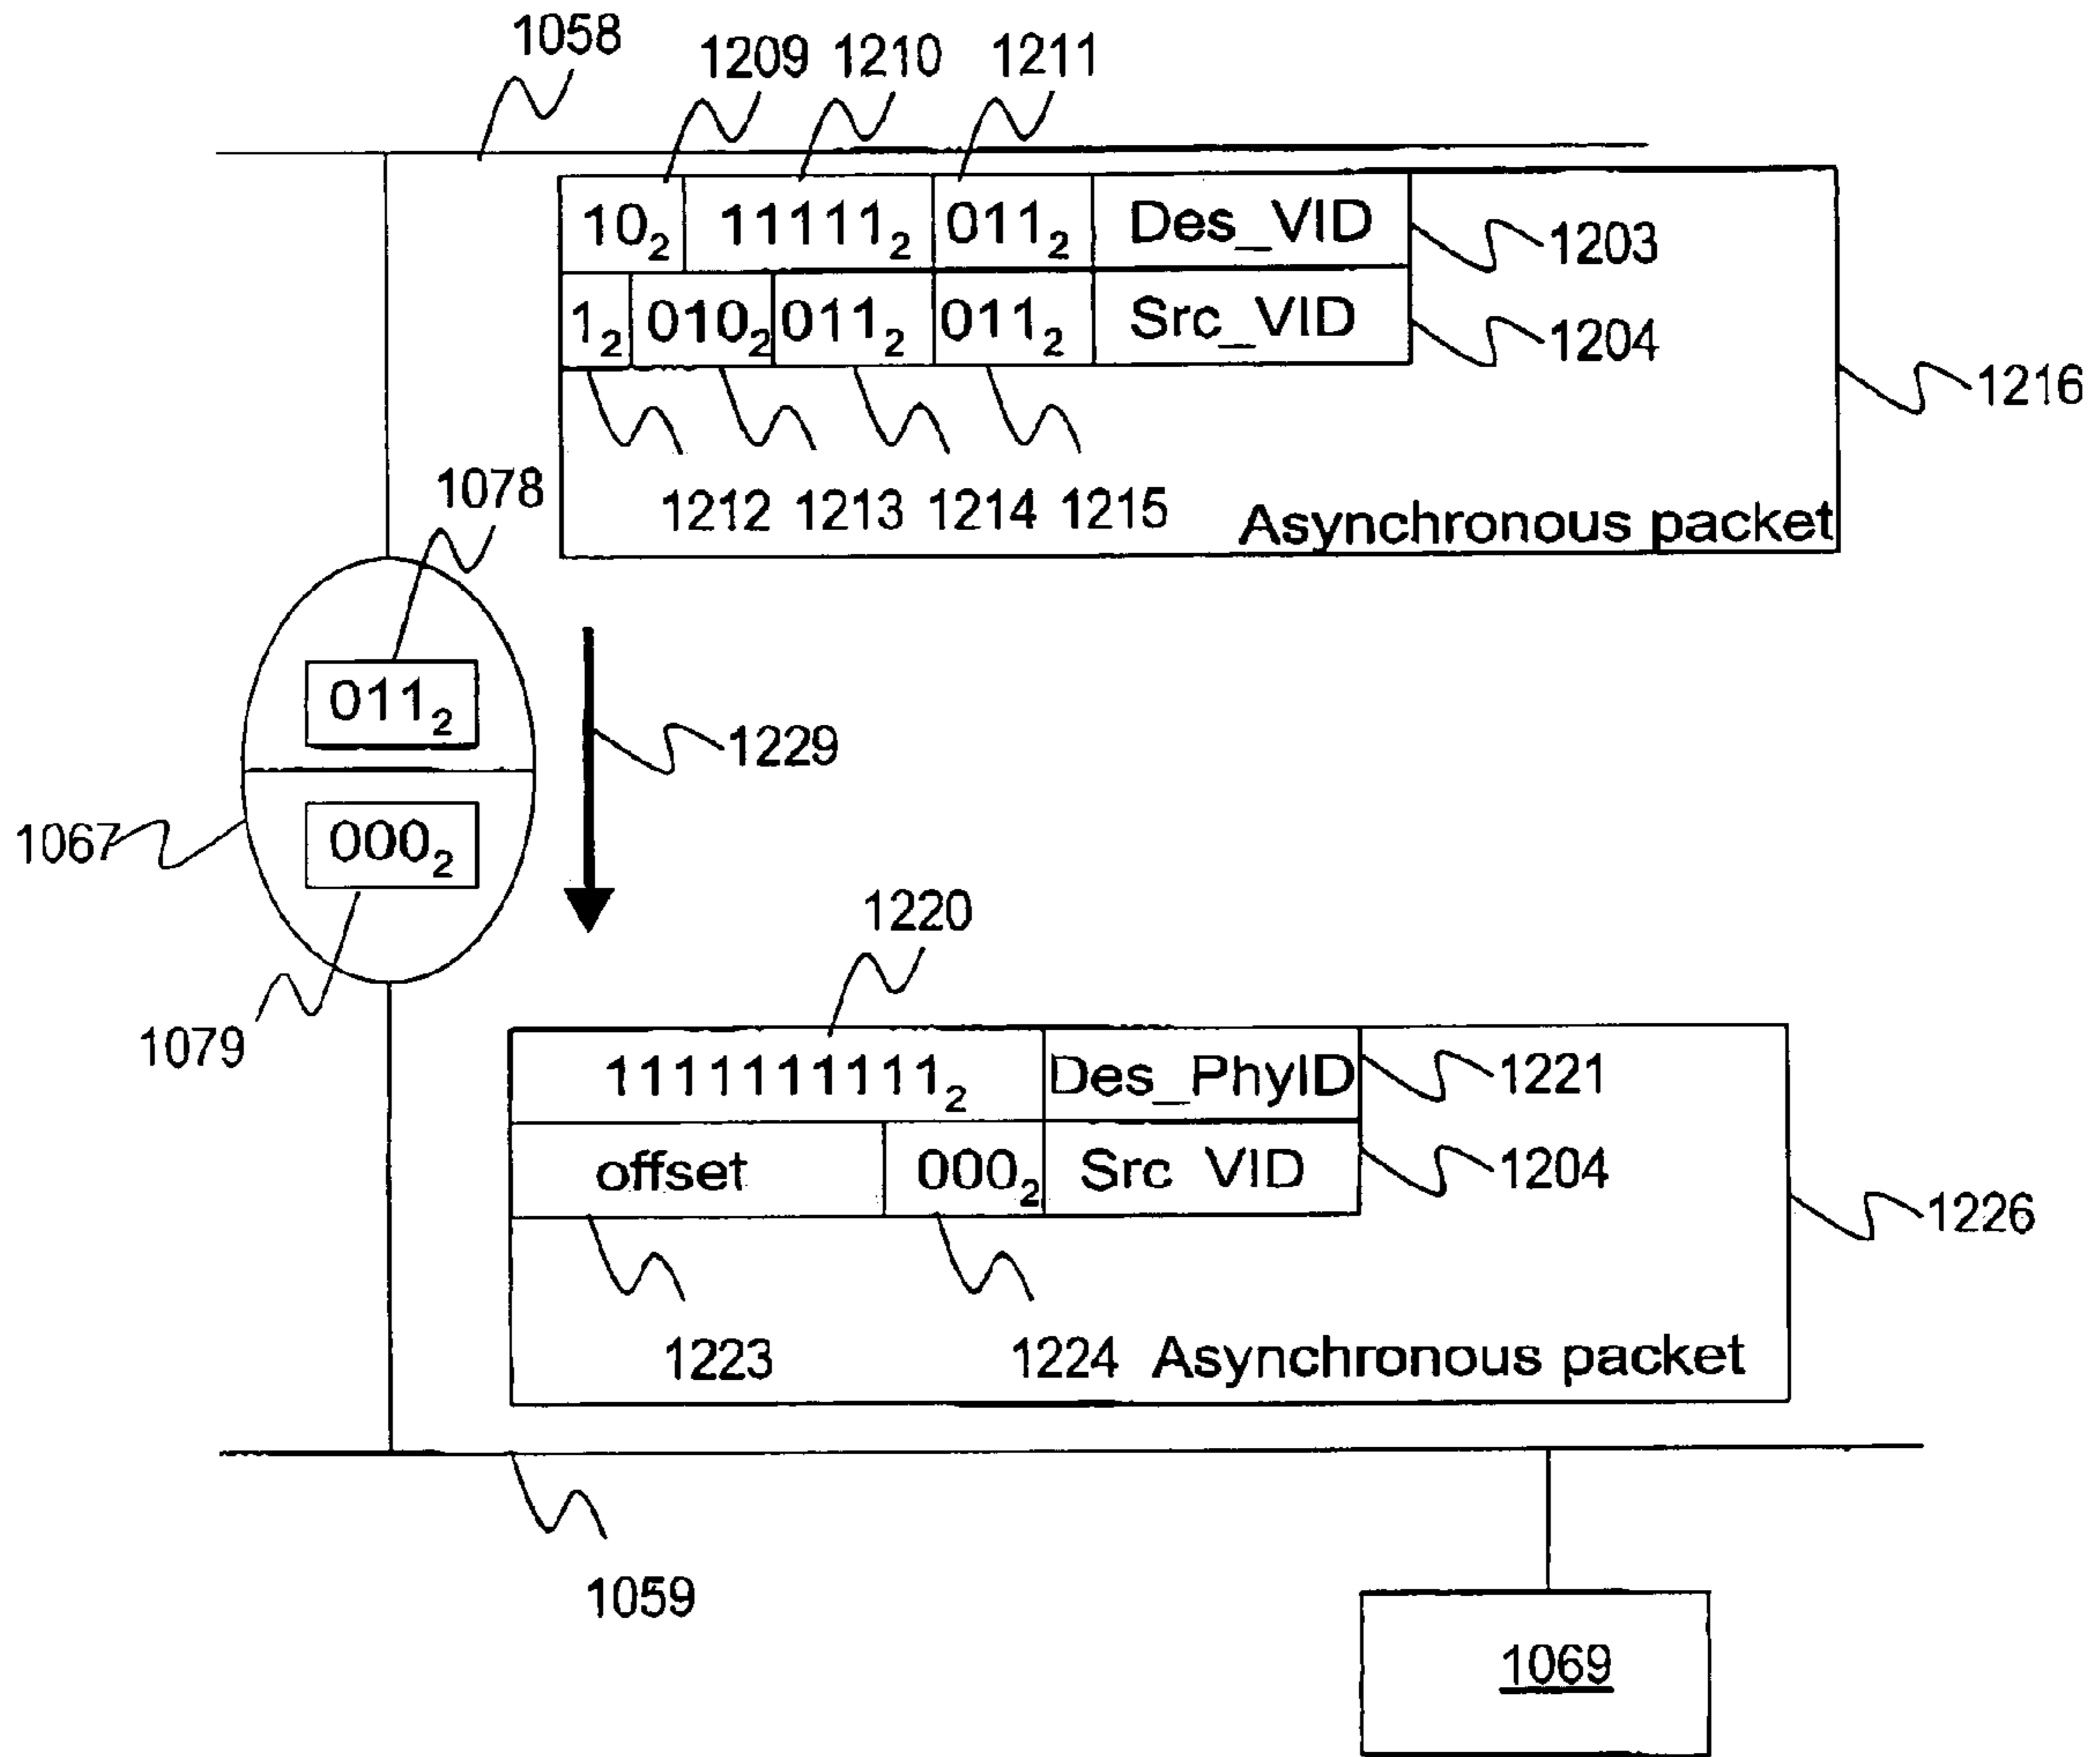 1058
1209 1210 1211
10₂ 11111₂ 011₂ Des_VID
1203
1₂ 010₂ 011₂ 011₂ Src_VID
1204
1216
1078
1212 1213 1214 1215
Asynchronous packet
011₂
1229
1067
000₂
1220
1079
1111111111₂ Des_PhyID
1221
offset 000₂ Src VID
1204
1226
1223
1224
Asynchronous packet
1059
1069